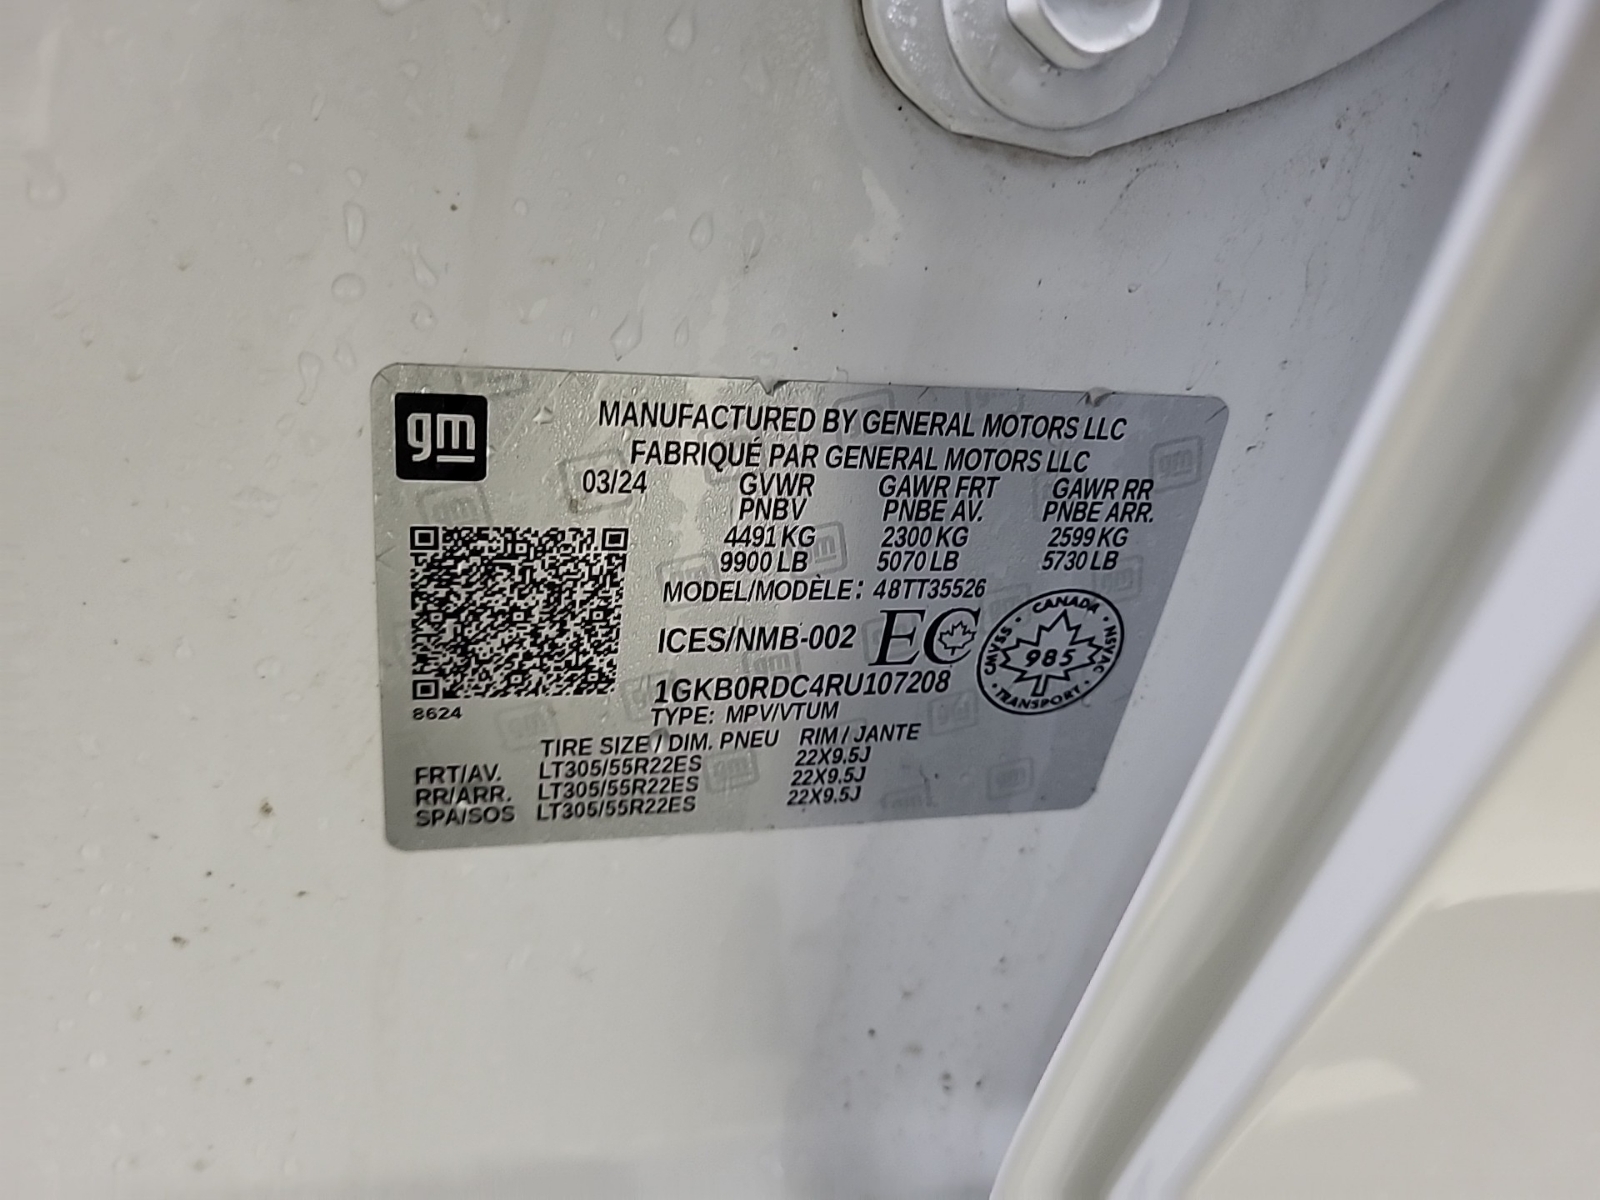 gm
MANUFACTURED BY GENERAL MOTORS LLC
FABRIQUÉ PAR GENERAL MOTORS LLC
03/24 GVWR GAWR FRT GAWR RR
PNBV PNBE AV. PNBE ARR.
4491 KG 2300 KG 2599 KG
9900 LB 5070 LB 5730 LB
MODEL/MODÈLE: 48TT35526
ICES/NMB-002 EC
CANADA
CMVSS · NSVAC
985
TRANSPORT
1GKB0RDC4RU107208
8624
TYPE: MPV/VTUM
TIRE SIZE / DIM. PNEU RIM / JANTE
FRT/AV. LT305/55R22ES 22X9.5J
RR/ARR. LT305/55R22ES 22X9.5J
SPA/SOS LT305/55R22ES 22X9.5J